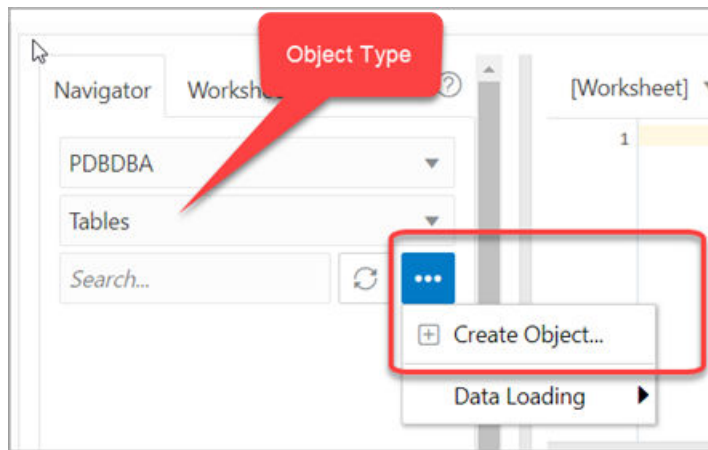 Object Type
Navigator
[Worksheet]
1
PDBDBA
Tables
Search...
Create Object...
Data Loading